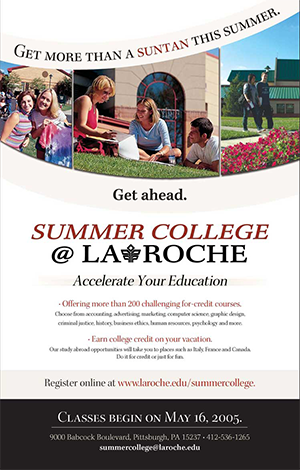 GET MORE THAN A SUNTAN THIS SUMMER.
Get ahead.
SUMMER COLLEGE
@ LA ROCHE
Accelerate Your Education
- Offering more than 200 challenging for-credit courses.
Choose from accounting, advertising, marketing, computer science, graphic design,
criminal justice, history, business ethics, human resources, psychology and more.
- Earn college credit on your vacation.
Our study abroad opportunities will take you to places such as Italy, France and Canada.
Do it for credit or just for fun.
Register online at www.laroche.edu/summercollege.
CLASSES BEGIN ON MAY 16, 2005.
9000 Babcock Boulevard, Pittsburgh, PA 15237 • 412-536-1265
summercollege@laroche.edu